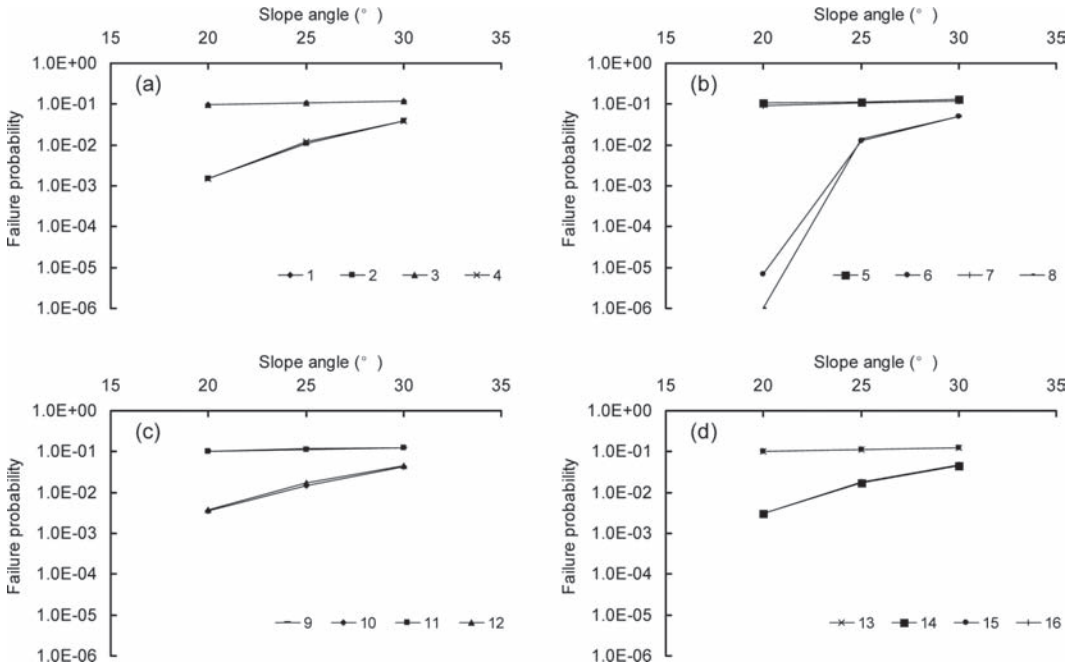 Slope angle (° )
15 20 25 30 35
1.0E+00
(a)
1.0E-01
1.0E-02
1.0E-03
1.0E-04
1.0E-05
1.0E-06
Failure probability
1 2 3 4
Slope angle (° )
15 20 25 30 35
1.0E+00
(b)
1.0E-01
1.0E-02
1.0E-03
1.0E-04
1.0E-05
1.0E-06
Failure probability
5 6 7 8
Slope angle (° )
15 20 25 30 35
1.0E+00
(c)
1.0E-01
1.0E-02
1.0E-03
1.0E-04
1.0E-05
1.0E-06
Failure probability
9 10 11 12
Slope angle (° )
15 20 25 30 35
1.0E+00
(d)
1.0E-01
1.0E-02
1.0E-03
1.0E-04
1.0E-05
1.0E-06
Failure probability
13 14 15 16